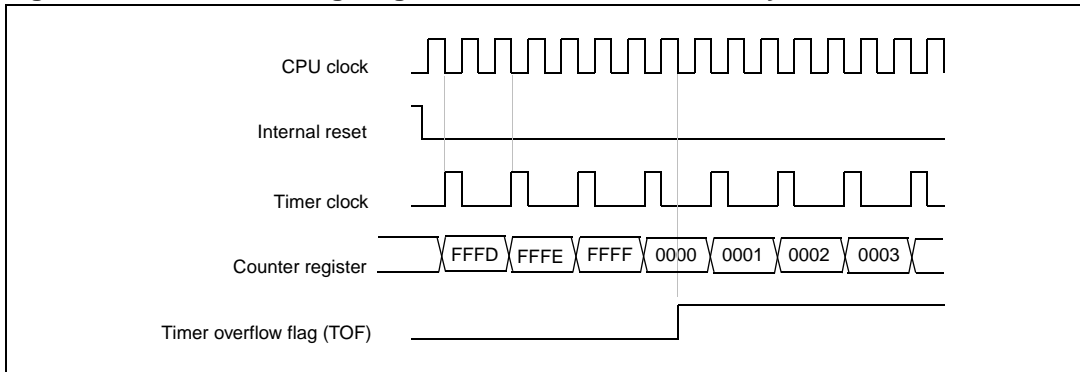 CPU clock
Internal reset
Timer clock
Counter register FFFD FFFE FFFF 0000 0001 0002 0003
Timer overflow flag (TOF)